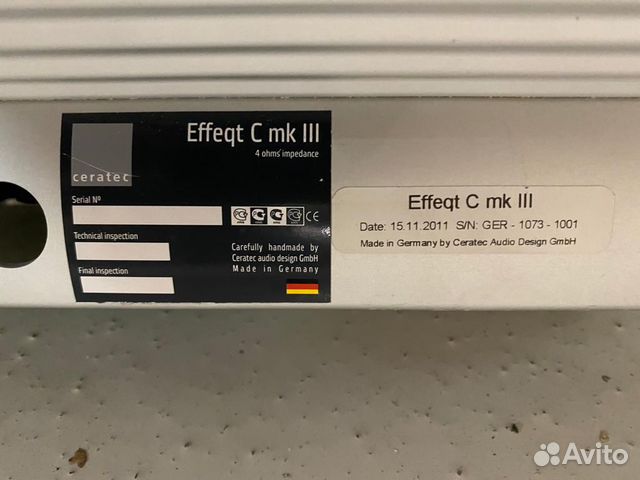 Effeqt C mk III
4 ohms impedance
ceratec
Serial Nº
CE
Technical inspection
Final inspection
Carefully handmade by
Ceratec audio design GmbH
Made in Germany
Effeqt C mk III
Date: 15.11.2011 S/N: GER - 1073 - 1001
Made in Germany by Ceratec Audio Design GmbH
Avito